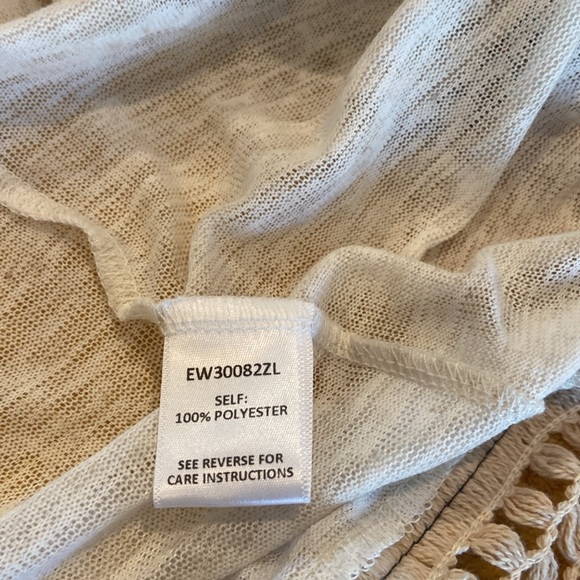 EW30082ZL
SELF:
100% POLYESTER
SEE REVERSE FOR
CARE INSTRUCTIONS